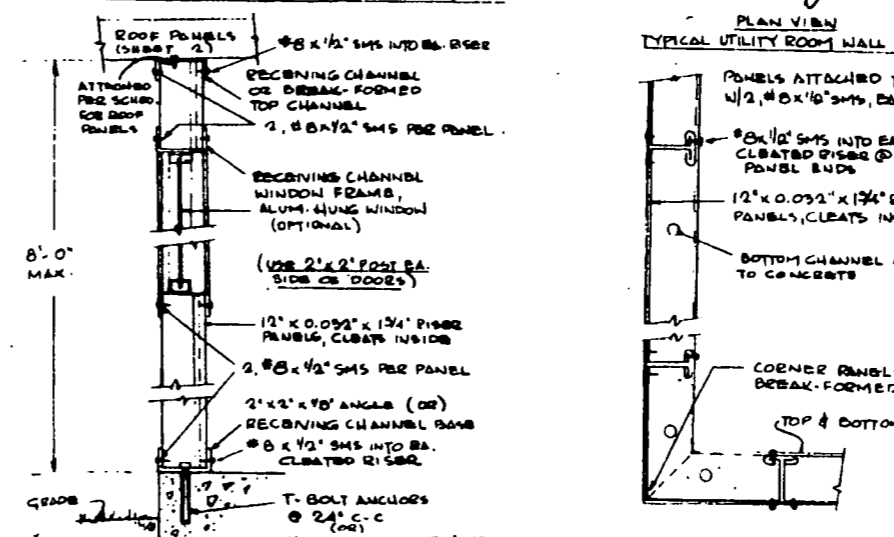 ROOF PANELS
(SHEET 2)
#8 x 1/2" SMS INTO EA. RISER
ATTACHED
PER SCHED.
FOR ROOF
PANELS
RECEIVING CHANNEL
OR BREAK-FORMED
TOP CHANNEL
2, #8 x 1/2" SMS PER PANEL.
RECEIVING CHANNEL
WINDOW FRAME,
ALUM. HUNG WINDOW
(OPTIONAL)
8'-0"
MAX.
(USE 2"x 2" POST EA.
SIDE OF DOORS)
12" x 0.032" x 1 3/4" RISER
PANELS, CLEATS INSIDE
2, #8 x 1/2" SMS PER PANEL
2" x 2" x 1/8" ANGLE (OR)
RECEIVING CHANNEL BASE
#8 x 1/2" SMS INTO EA.
CLEATED RISER
GRADE
T-BOLT ANCHORS
@ 24" C-C
(OR)
PLAN VIEW
TYPICAL UTILITY ROOM WALL
PANELS ATTACHED
W/2, #8 x 1/2" SMS, EA
#8 x 1/2" SMS INTO EA
CLEATED RISER @
PANEL ENDS
12" x 0.032" x 1 3/4"
PANELS, CLEATS IN
BOTTOM CHANNEL
TO CONCRETE
CORNER PANEL
BREAK-FORMED
TOP & BOTTO